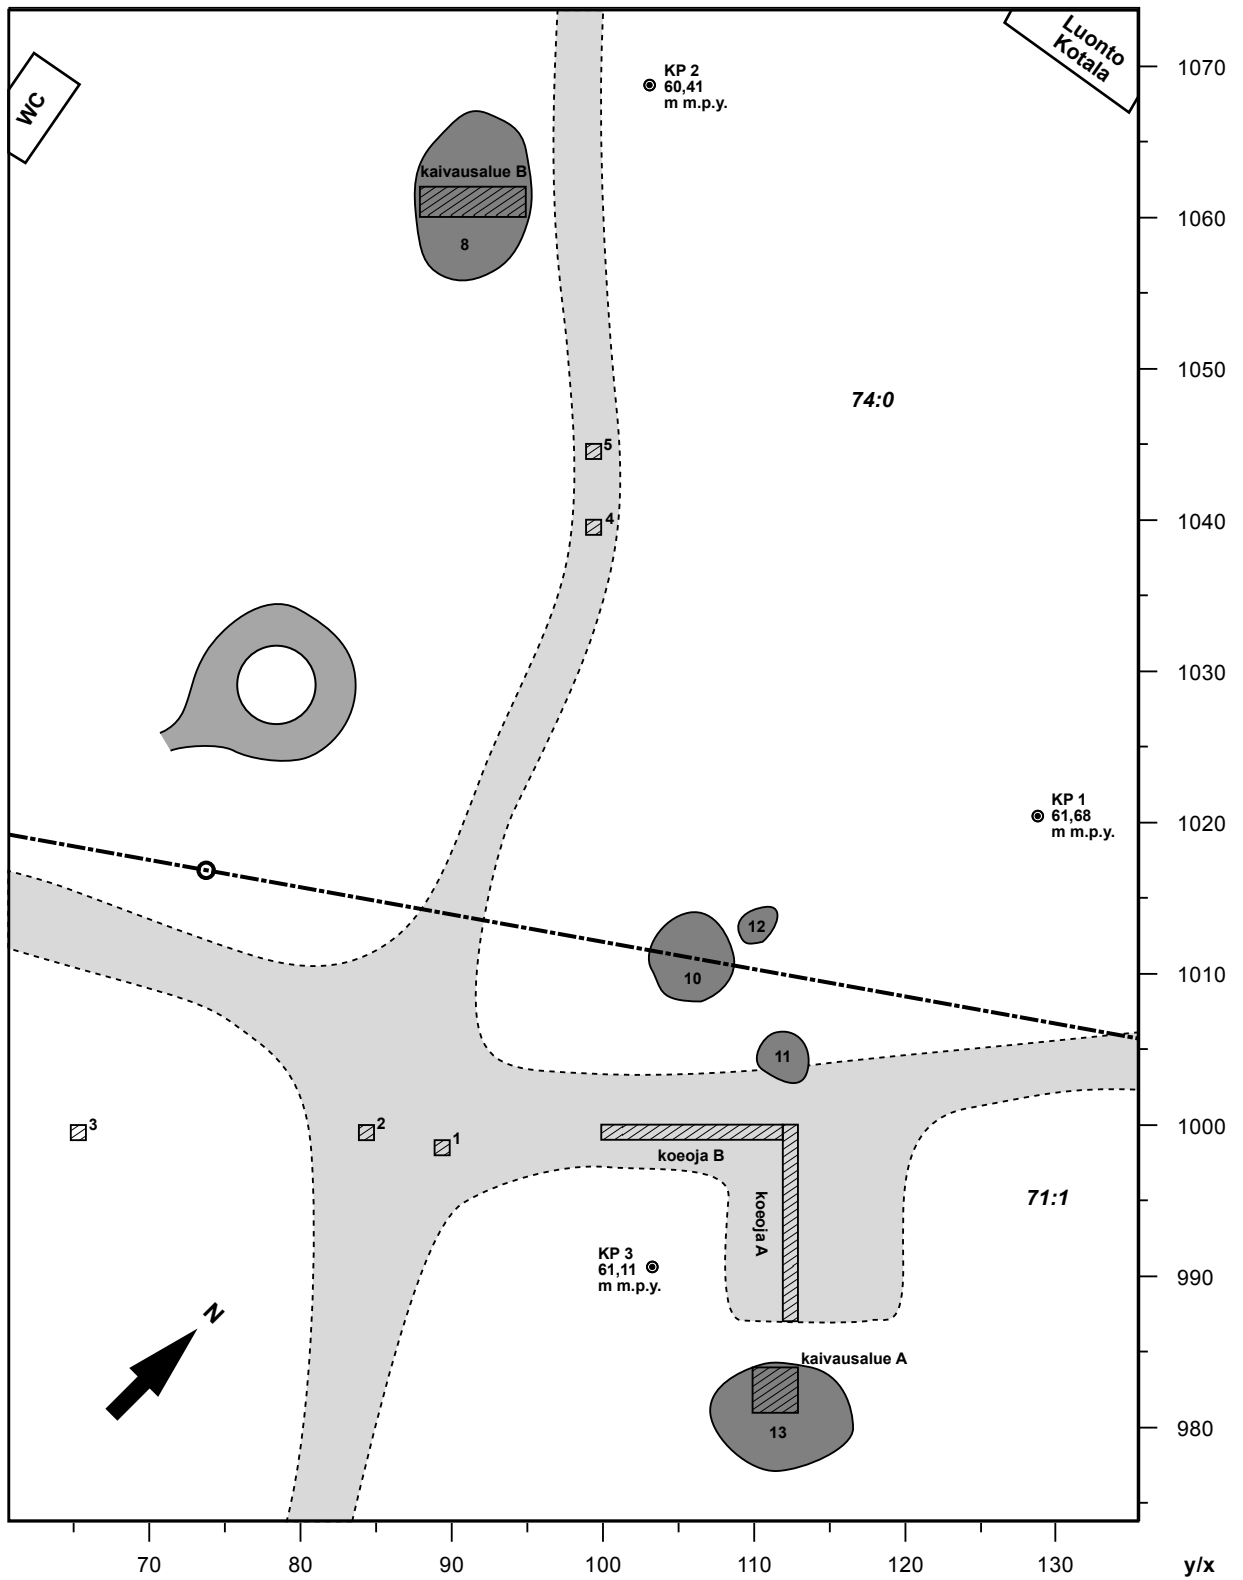 Luonto
Kotala
WC
KP 2
60,41
m m.p.y.
1070
kaivausalue B
8
1060
1050
74:0
5
4
1040
1030
KP 1
61,68
m m.p.y.
1020
12
10
1010
11
3
2
1
1000
koeoja B
koeoja A
71:1
KP 3
61,11
m m.p.y.
990
N
kaivausalue A
13
980
70 80 90 100 110 120 130 y/x